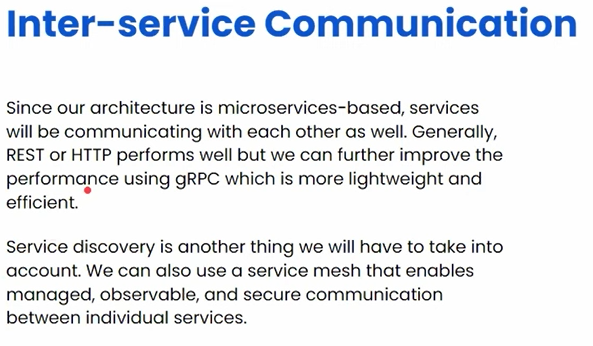 Inter-service Communication
Since our architecture is microservices-based, services
will be communicating with each other as well. Generally,
REST or HTTP performs well but we can further improve the
performance using gRPC which is more lightweight and
efficient.
Service discovery is another thing we will have to take into
account. We can also use a service mesh that enables
managed, observable, and secure communication
between individual services.